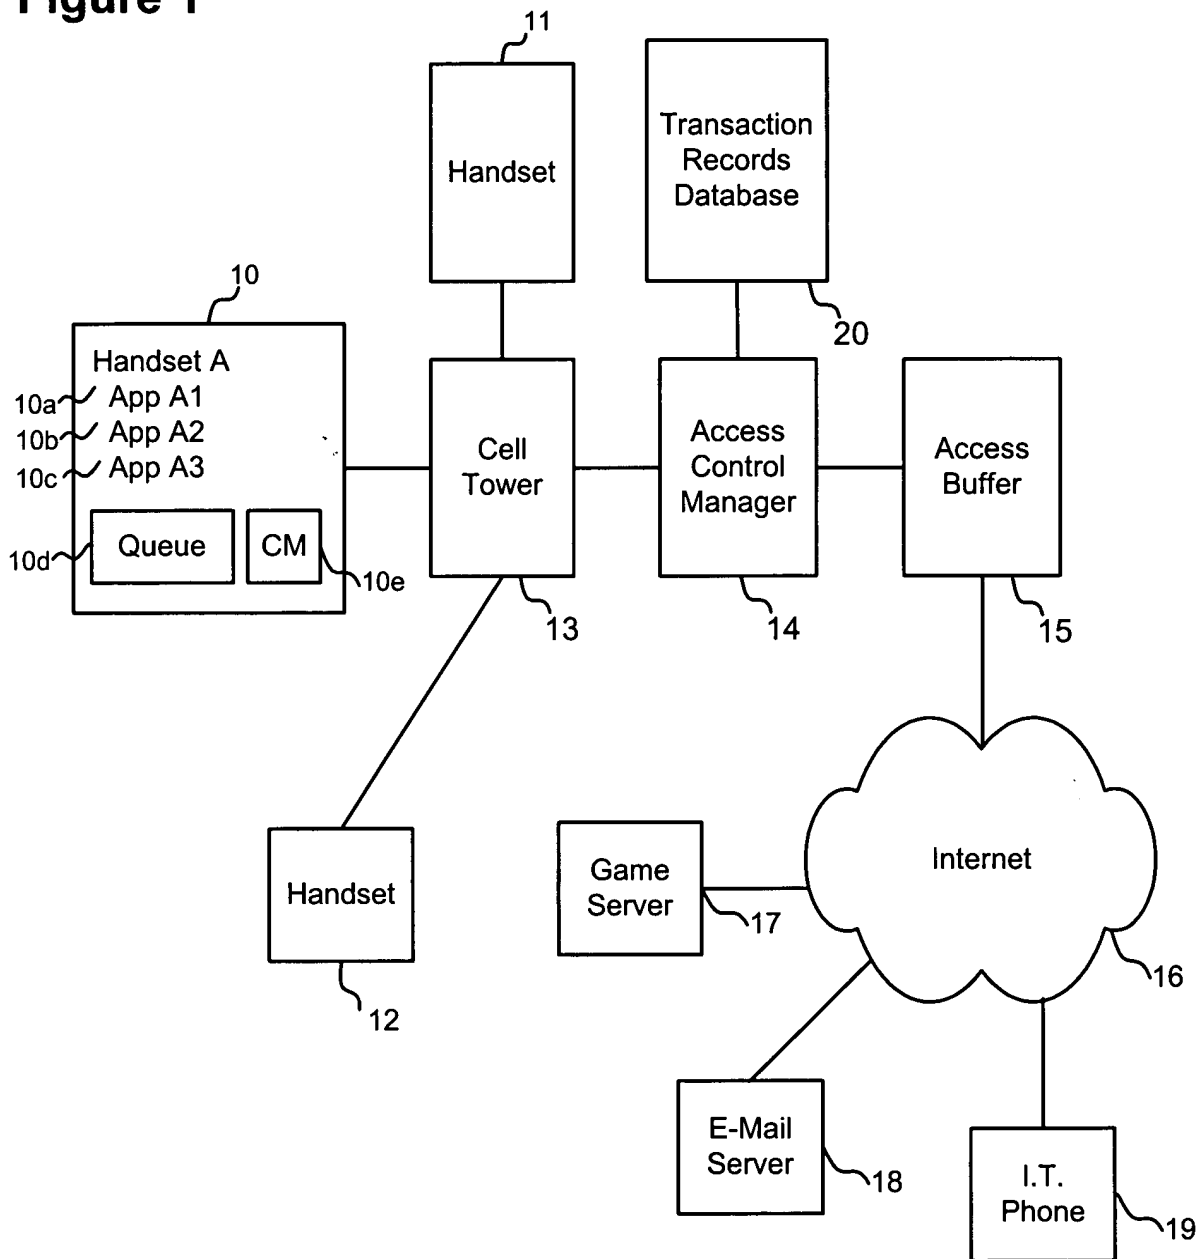 Figure 1
11
Handset
Transaction
Records
Database
20
10
Handset A
10a
App A1
10b
App A2
10c
App A3
10d
Queue
CM
10e
Cell
Tower
13
Access
Control
Manager
14
Access
Buffer
15
Handset
12
Game
Server
17
Internet
16
E-Mail
Server
18
I.T.
Phone
19